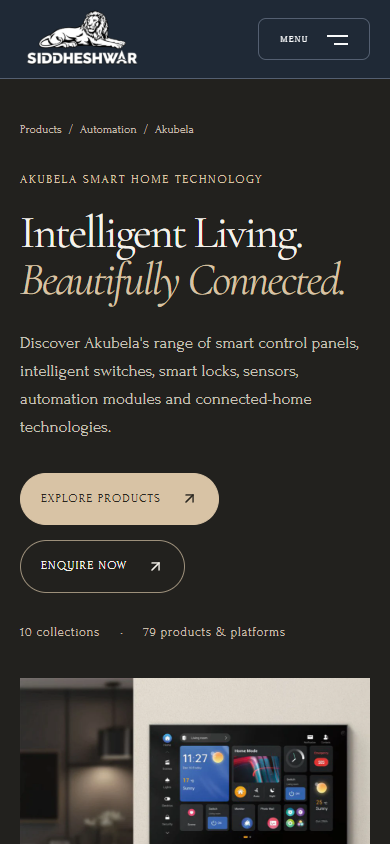 SIDDHESHWAR
MENU
Products / Automation / Akubela
AKUBELA SMART HOME TECHNOLOGY
Intelligent Living.
Beautifully Connected.
Discover Akubela's range of smart control panels,
intelligent switches, smart locks, sensors,
automation modules and connected-home
technologies.
EXPLORE PRODUCTS
ENQUIRE NOW
10 collections · 79 products & platforms
11:27
Sunny
Home Mode